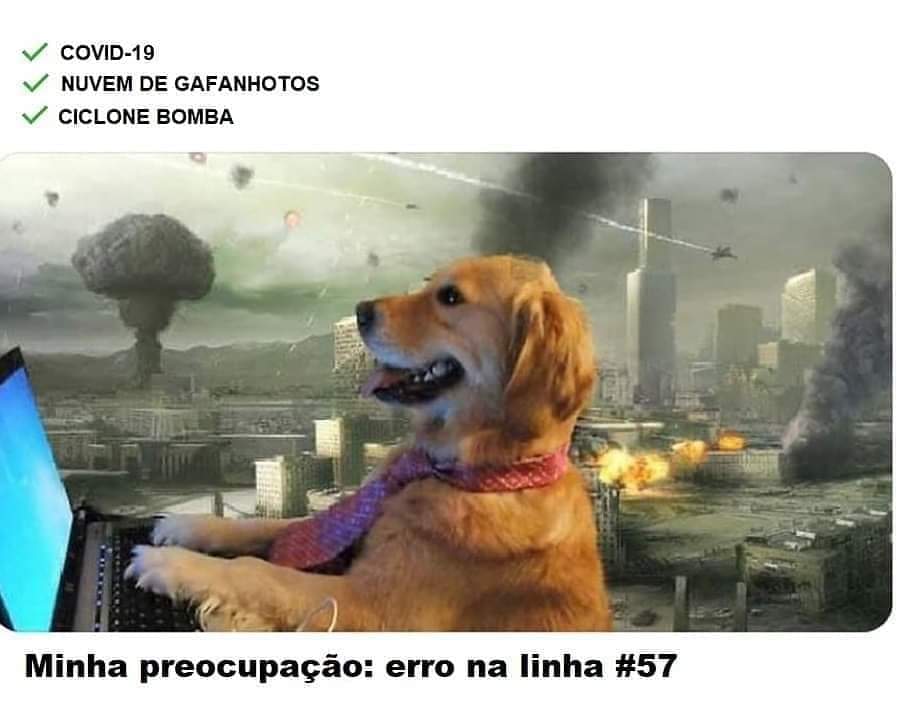 COVID-19
NUVEM DE GAFANHOTOS
CICLONE BOMBA
Minha preocupação: erro na linha #57